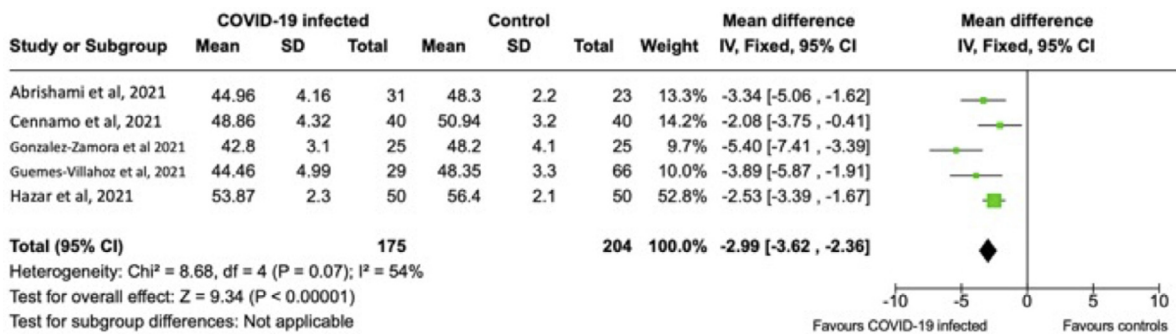 COVID-19 infected Control Mean difference Mean difference
Study or Subgroup Mean SD Total Mean SD Total Weight IV, Fixed, 95% CI IV, Fixed, 95% CI
Abrishami et al, 2021 44.96 4.16 31 48.3 2.2 23 13.3% -3.34 [-5.06 , -1.62]
Cennamo et al, 2021 48.86 4.32 40 50.94 3.2 40 14.2% -2.08 [-3.75 , -0.41]
Gonzalez-Zamora et al 2021 42.8 3.1 25 48.2 4.1 25 9.7% -5.40 [-7.41 , -3.39]
Guemes-Villahoz et al, 2021 44.46 4.99 29 48.35 3.3 66 10.0% -3.89 [-5.87 , -1.91]
Hazar et al, 2021 53.87 2.3 50 56.4 2.1 50 52.8% -2.53 [-3.39 , -1.67]
Total (95% CI) 175 204 100.0% -2.99 [-3.62 , -2.36]
Heterogeneity: Chi² = 8.68, df = 4 (P = 0.07); I² = 54%
Test for overall effect: Z = 9.34 (P < 0.00001)
Test for subgroup differences: Not applicable
-10 -5 0 5 10
Favours COVID-19 infected Favours controls